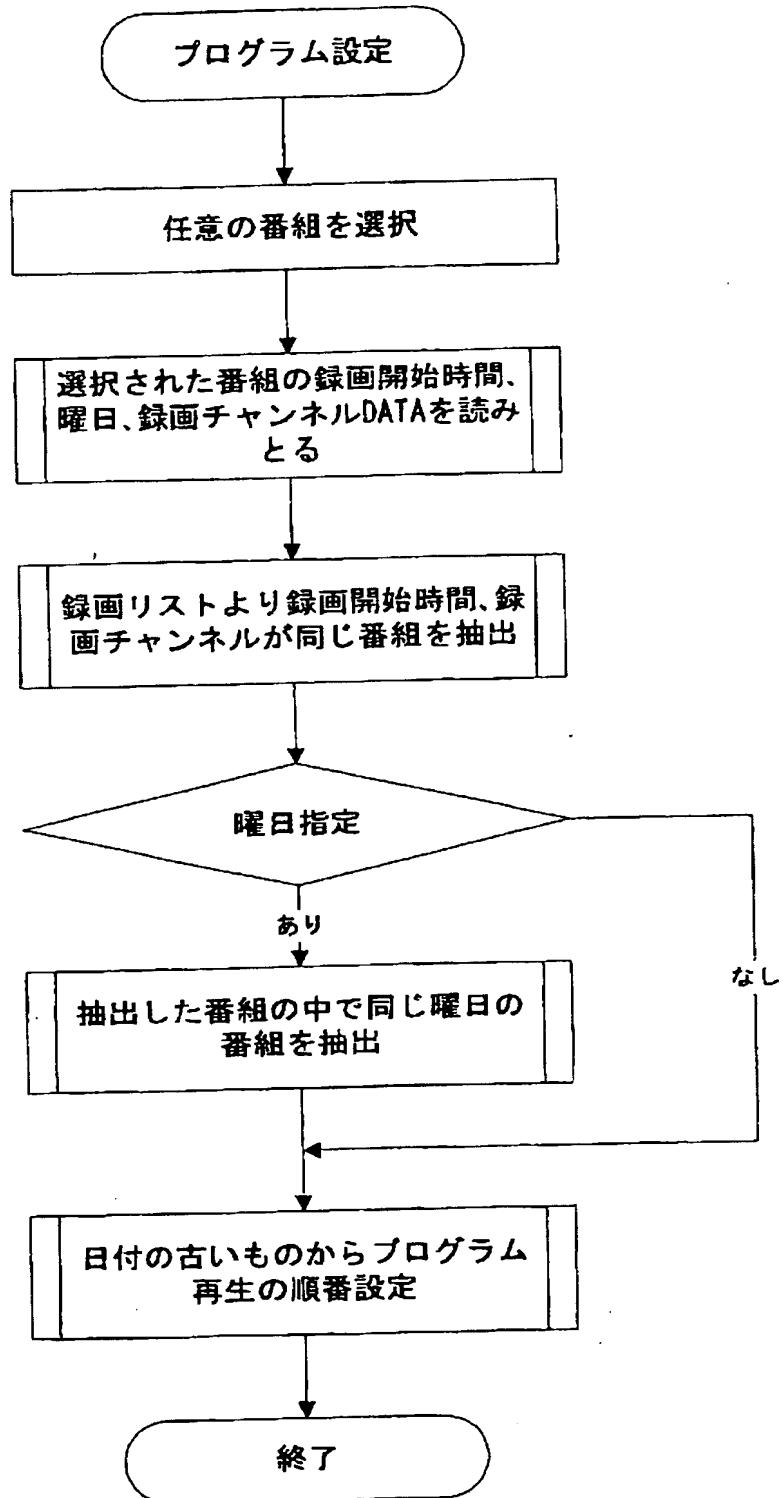 プログラム設定
任意の番組を選択
選択された番組の録画開始時間、
曜日、録画チャンネルDATAを読み
とる
録画リストより録画開始時間、録
画チャンネルが同じ番組を抽出
曜日指定
あり
なし
抽出した番組の中で同じ曜日の
番組を抽出
日付の古いものからプログラム
再生の順番設定
終了